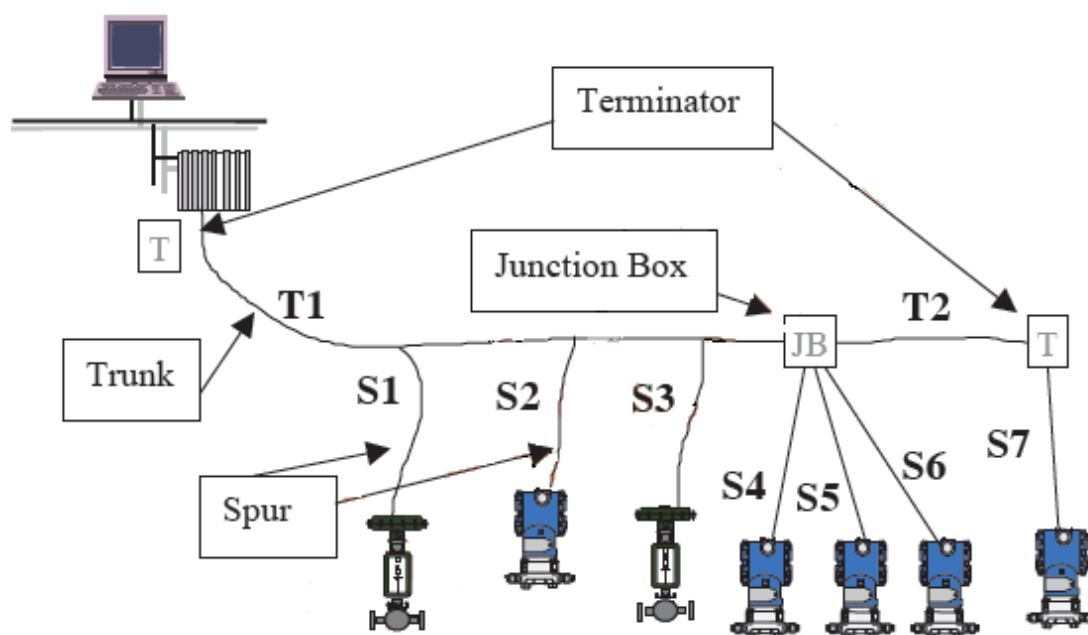 Terminator
T
Junction Box
T1
T2
JB
T
Trunk
S1
S2
S3
S7
S6
S4
S5
Spur